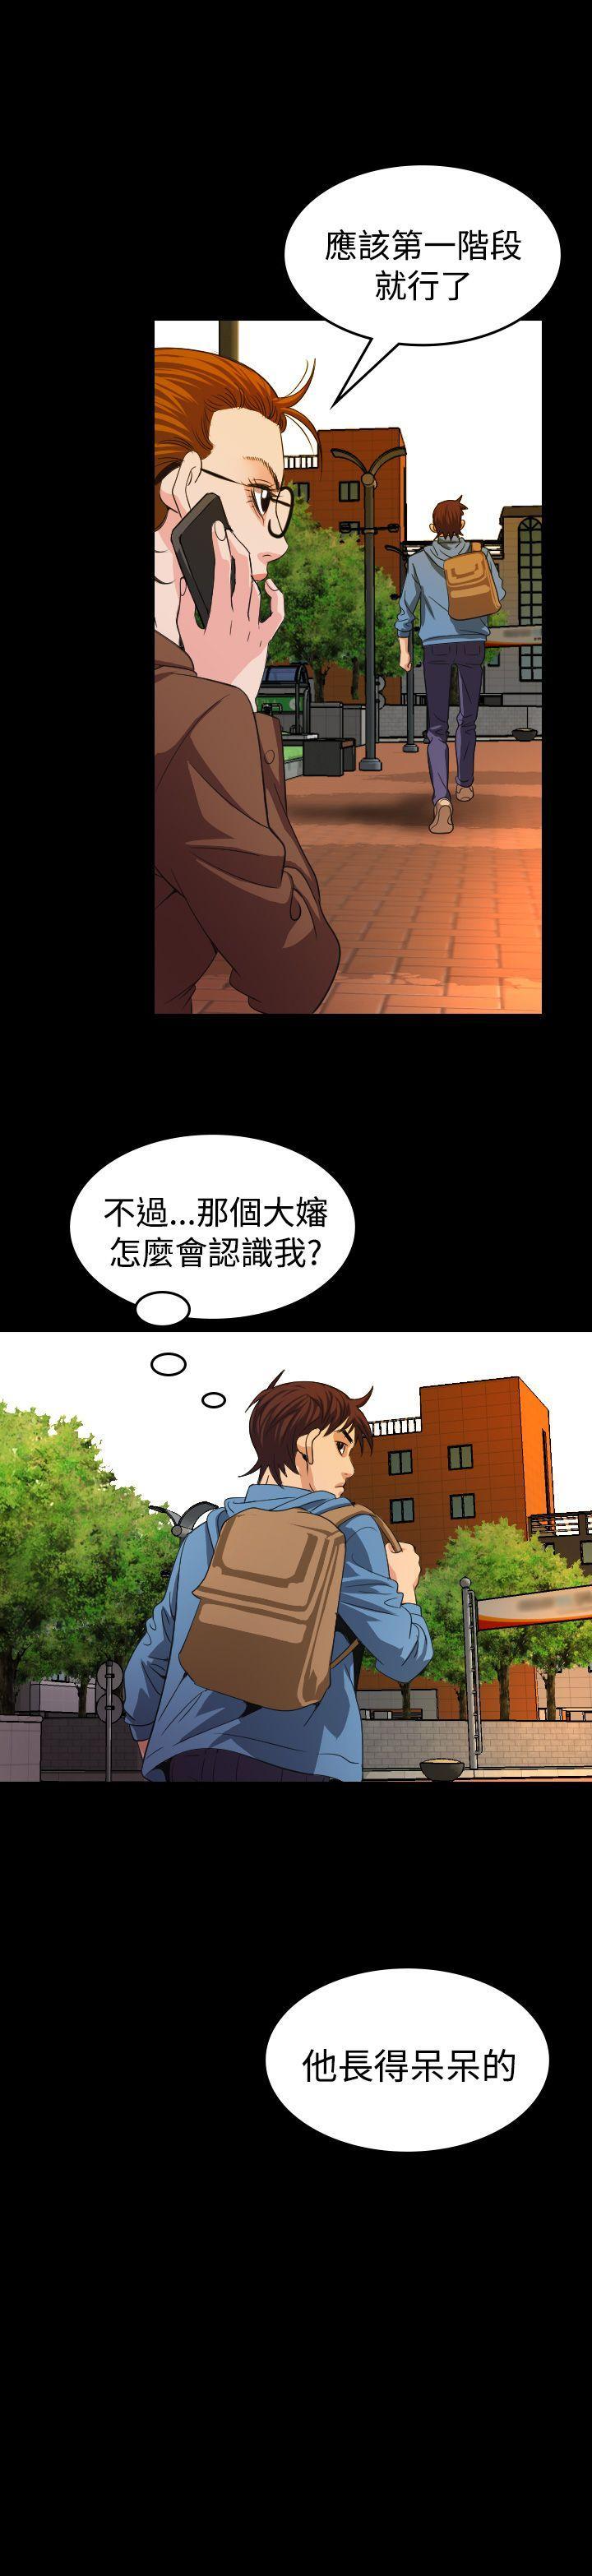 應該第一階段
就行了
不過...那個大嬸
怎麼會認識我?
他長得呆呆的